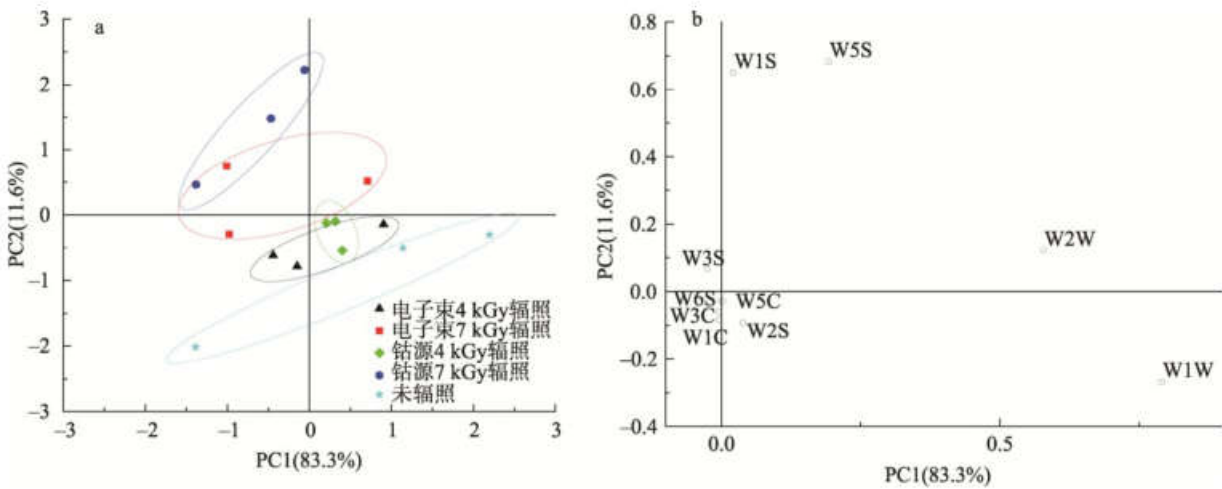 a
3
2
1
0
−1
−2
−3
PC2(11.6%)
−3
−2
−1
0
1
2
3
PC1(83.3%)
电子束4 kGy辐照
电子束7 kGy辐照
钴源4 kGy辐照
钴源7 kGy辐照
未辐照
b
0.8
0.6
0.4
0.2
0.0
−0.2
−0.4
PC2(11.6%)
W1S
W5S
W2W
W3S
W6S
W5C
W3C
W1C
W2S
W1W
0.0
0.5
PC1(83.3%)